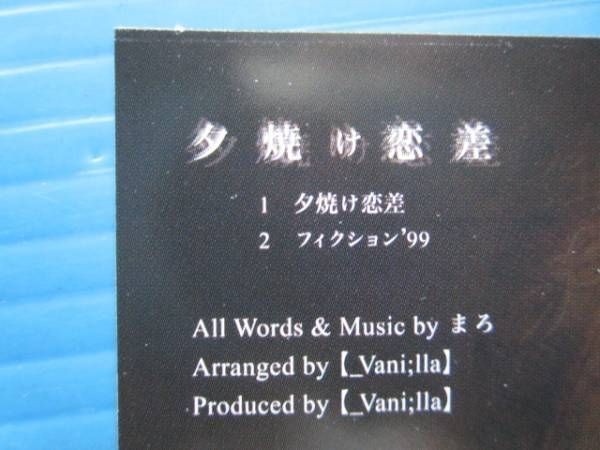 夕焼け恋差
1 夕焼け恋差
2 フィクション’99
All Words & Music by まろ
Arranged by【_Vani;lla】
Produced by【_Vani;lla】